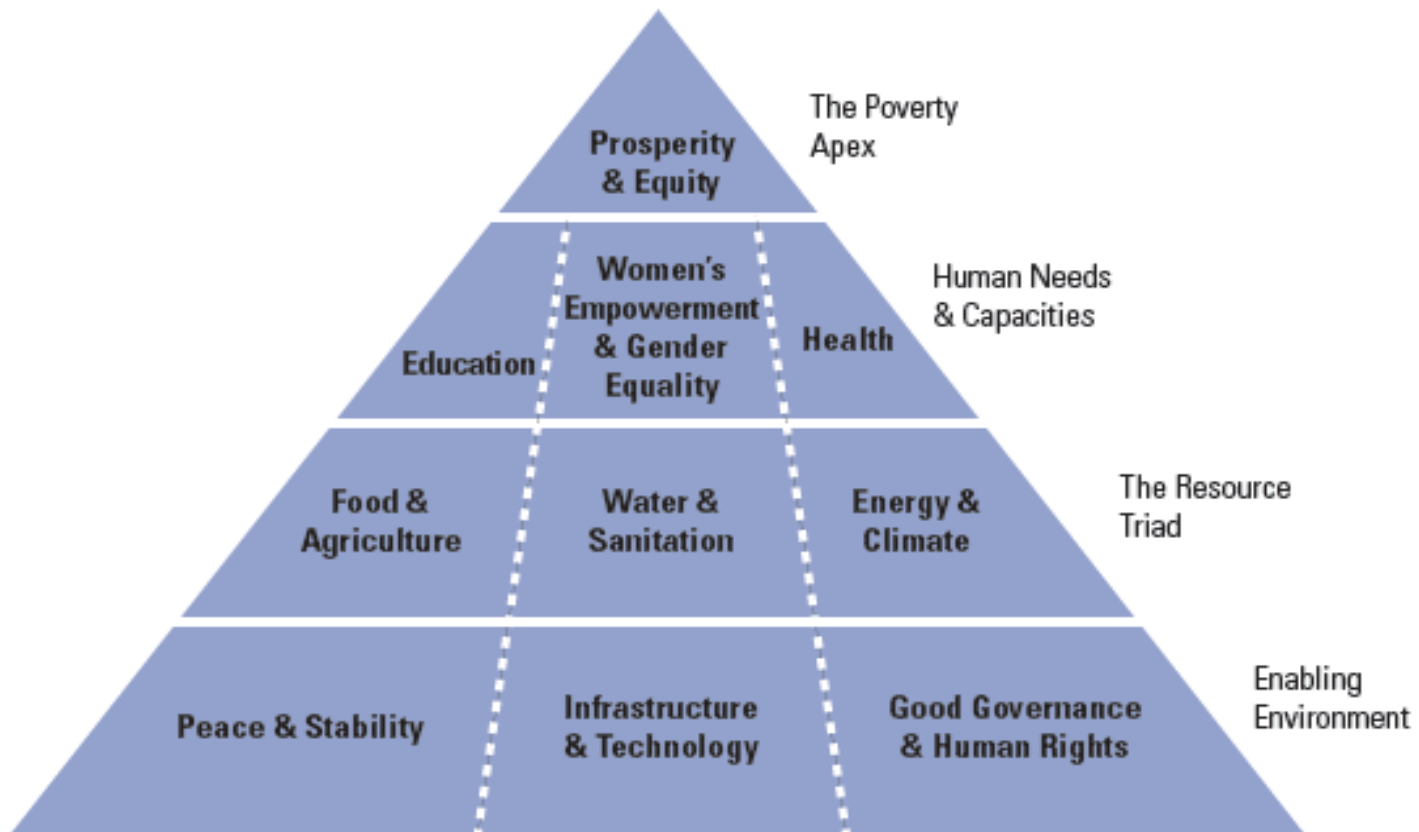 The Poverty
Apex
Prosperity
& Equity
Human Needs
& Capacities
Women's
Empowerment
& Gender
Equality
Education
Health
The Resource
Triad
Food &
Agriculture
Water &
Sanitation
Energy &
Climate
Enabling
Environment
Peace & Stability
Infrastructure
& Technology
Good Governance
& Human Rights